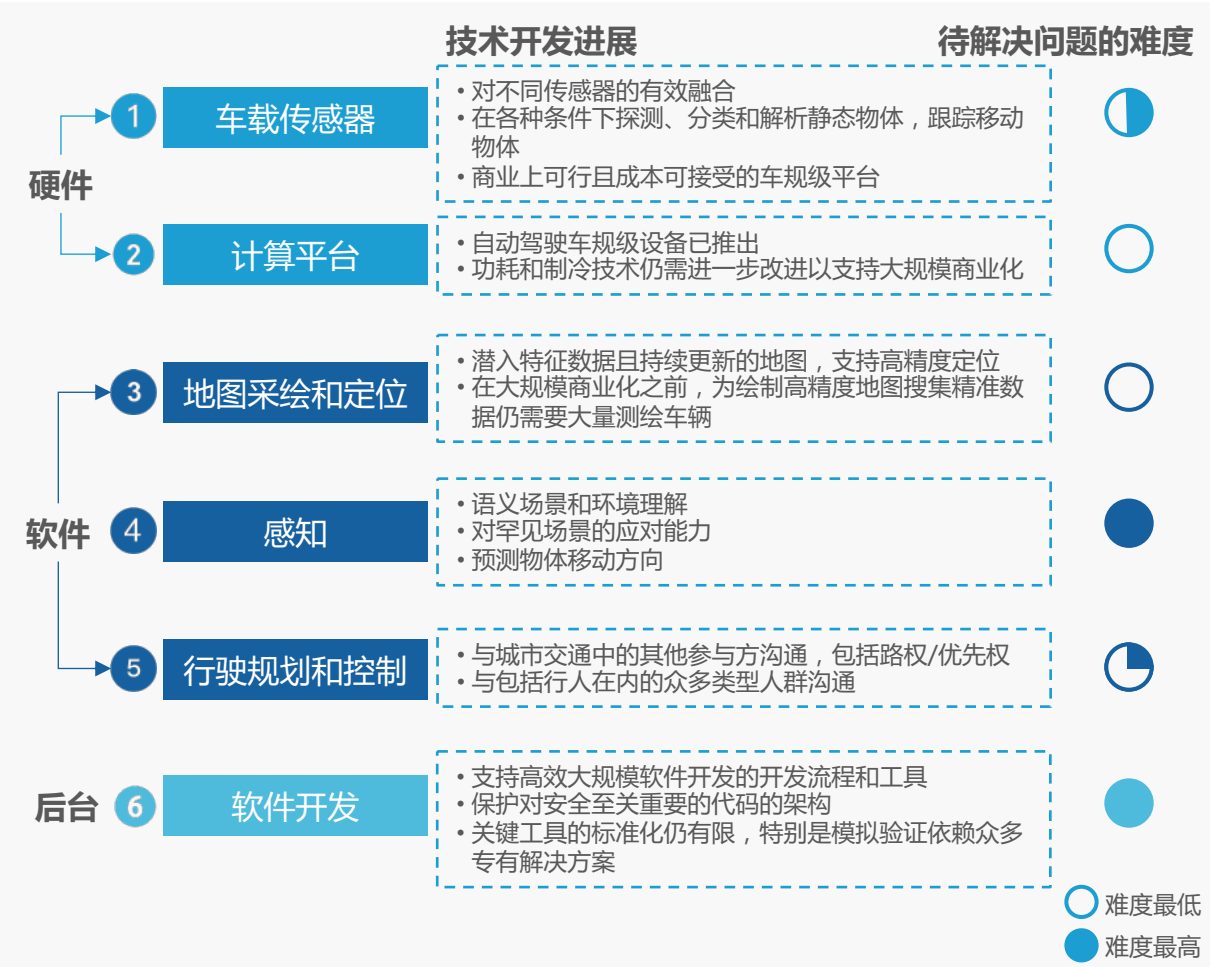 技术开发进展
待解决问题的难度
硬件
1
车载传感器
• 对不同传感器的有效融合
• 在各种条件下探测、分类和解析静态物体，跟踪移动
物体
• 商业上可行且成本可接受的车规级平台
2
计算平台
• 自动驾驶车规级设备已推出
• 功耗和制冷技术仍需进一步改进以支持大规模商业化
软件
3
地图采绘和定位
• 潜入特征数据且持续更新的地图，支持高精度定位
• 在大规模商业化之前，为绘制高精度地图搜集精准数
据仍需要大量测绘车辆
4
感知
• 语义场景和环境理解
• 对罕见场景的应对能力
• 预测物体移动方向
5
行驶规划和控制
• 与城市交通中的其他参与方沟通，包括路权/优先权
• 与包括行人在内的众多类型人群沟通
后台
6
软件开发
• 支持高效大规模软件开发的开发流程和工具
• 保护对安全至关重要的代码的架构
• 关键工具的标准化仍有限，特别是模拟验证依赖众多
专有解决方案
难度最低
难度最高